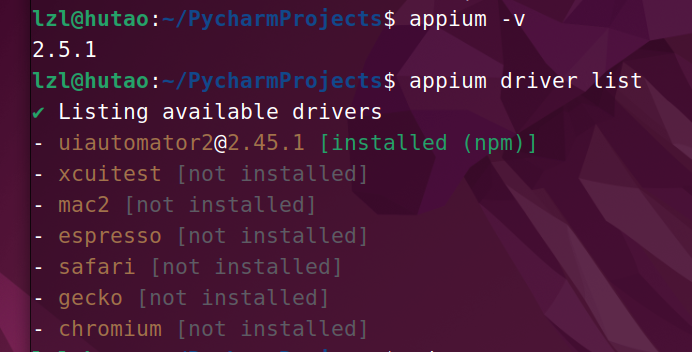 lzl@hutao:~/PycharmProjects$ appium -v
2.5.1
lzl@hutao:~/PycharmProjects$ appium driver list
✔ Listing available drivers
- uiautomator2@2.45.1 [installed (npm)]
- xcuitest [not installed]
- mac2 [not installed]
- espresso [not installed]
- safari [not installed]
- gecko [not installed]
- chromium [not installed]